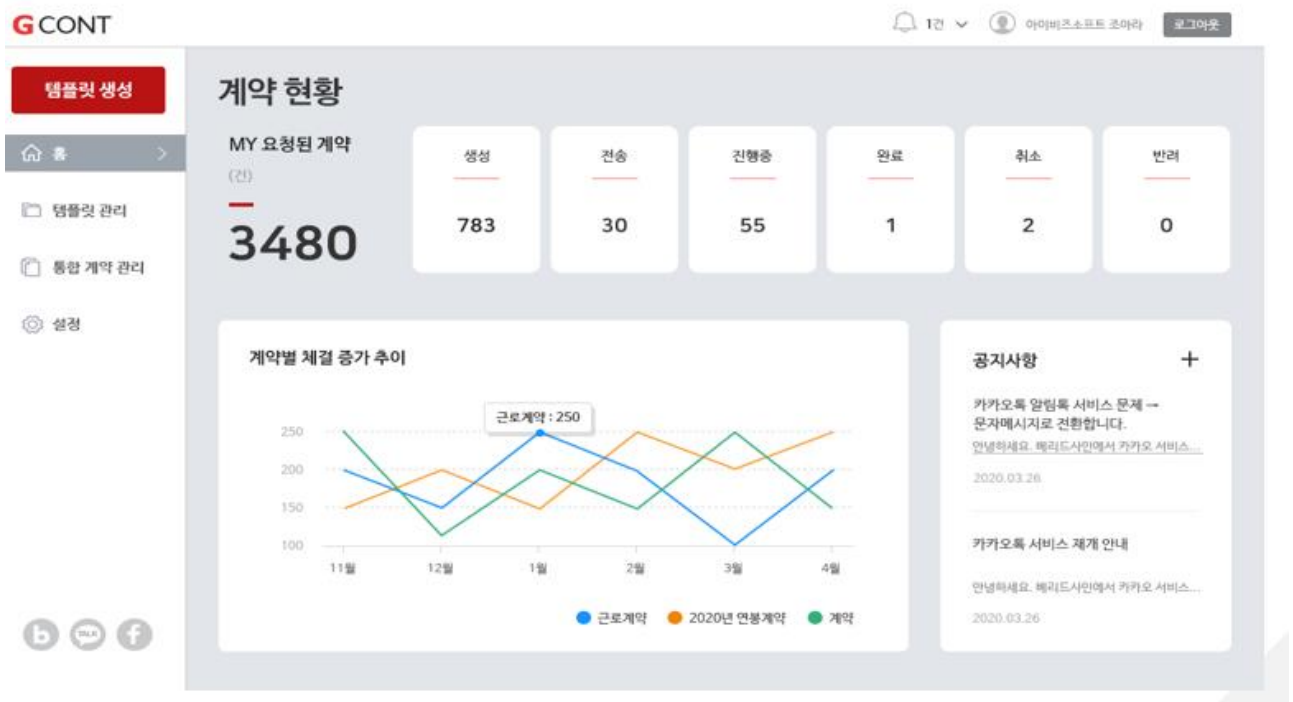 GCONT
1건
아이비즈소프트 조아라
로그아웃
템플릿 생성
홈
템플릿 관리
통합 계약 관리
설정
계약 현황
MY 요청된 계약
(건)
3480
생성
783
전송
30
진행중
55
완료
1
취소
2
반려
0
계약별 체결 증가 추이
근로계약 : 250
250
200
150
100
11월
12월
1월
2월
3월
4월
근로계약
2020년 연봉계약
계약
공지사항
카카오톡 알림톡 서비스 문제 →
문자메시지로 전환합니다.
안녕하세요. 베리드사인에서 카카오 서비스...
2020.03.26
카카오톡 서비스 재개 안내
안녕하세요. 베리드사인에서 카카오 서비스...
2020.03.26
b
TALK
f